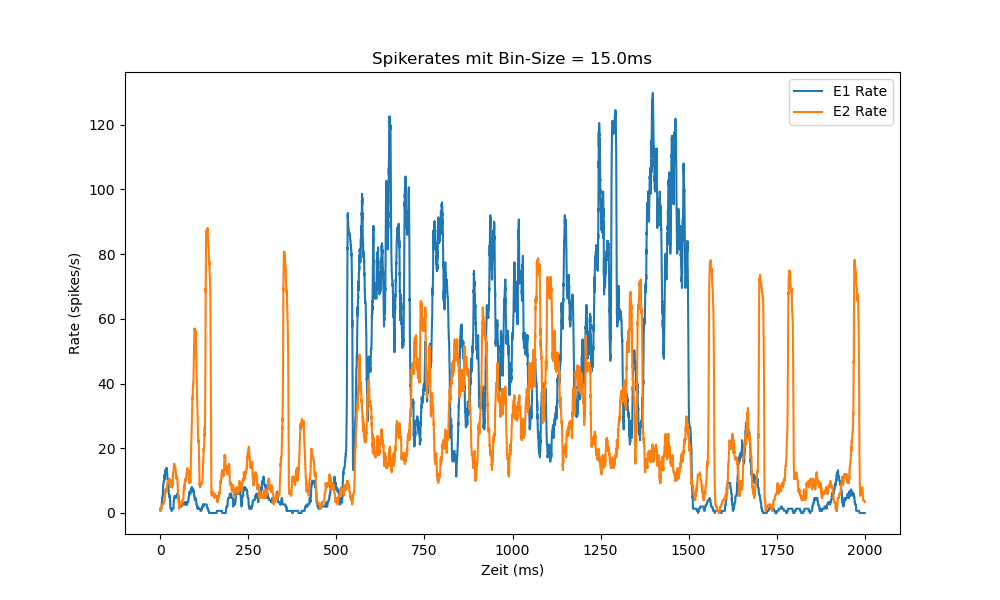 Spikerates mit Bin-Size = 15.0ms
E1 Rate
E2 Rate
Rate (spikes/s)
120
100
80
60
40
20
0
0 250 500 750 1000 1250 1500 1750 2000
Zeit (ms)